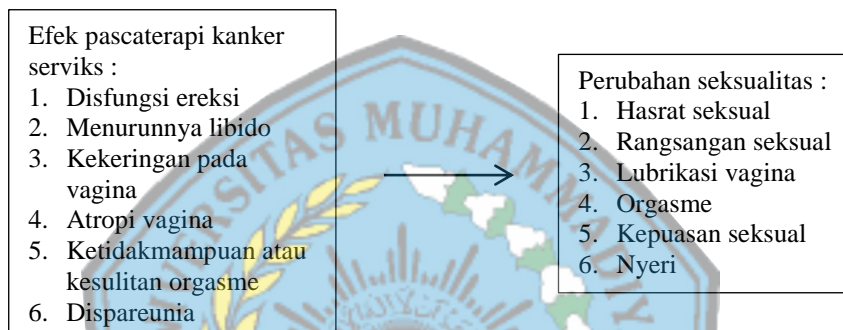 Efek pascaterapi kanker
serviks :
1. Disfungsi ereksi
2. Menurunnya libido
3. Kekeringan pada
vagina
4. Atropi vagina
5. Ketidakmampuan atau
kesulitan orgasme
6. Dispareunia
Perubahan seksualitas :
1. Hasrat seksual
2. Rangsangan seksual
3. Lubrikasi vagina
4. Orgasme
5. Kepuasan seksual
6. Nyeri